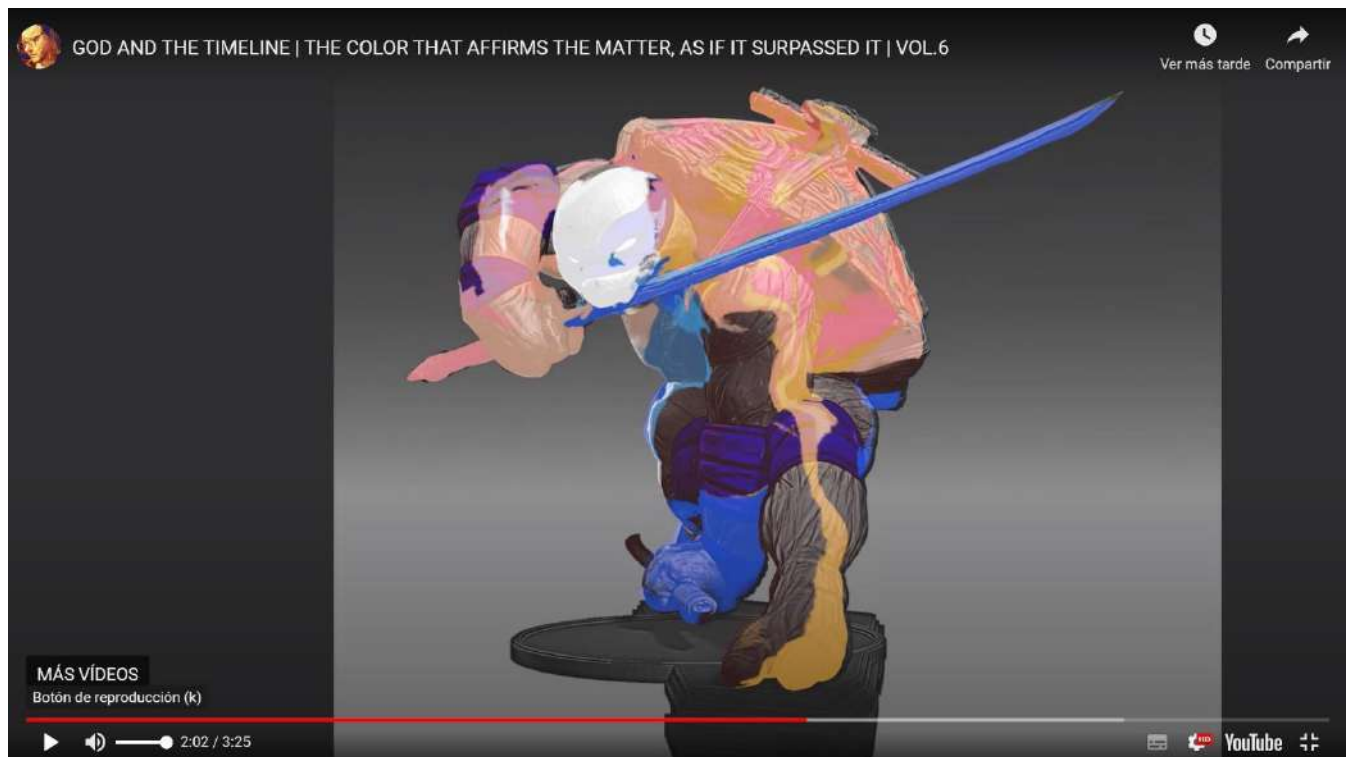 GOD AND THE TIMELINE | THE COLOR THAT AFFIRMS THE MATTER, AS IF IT SURPASSED IT | VOL.6
Ver más tarde
Compartir
MÁS VÍDEOS
Botón de reproducción (k)
2:02 / 3:25
HD
YouTube